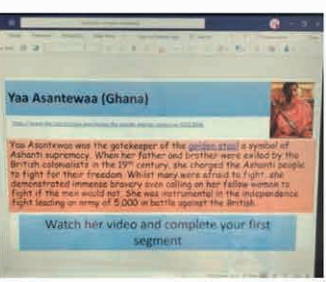 Yaa Asantewaa (Ghana)
Yaa Asantewaa was the gatekeeper of the golden stool a symbol of
Ashanti supremacy. When her father and brother were exiled by the
British colonialists in the 19th century, she charged the Ashanti people
to fight for their freedom. Whilst many were afraid to fight, she
demonstrated immense bravery even calling on her fellow women to
fight if the men would not. She was instrumental in the independence
fight leading an army of 5,000 in battle against the British.
Watch her video and complete your first
segment